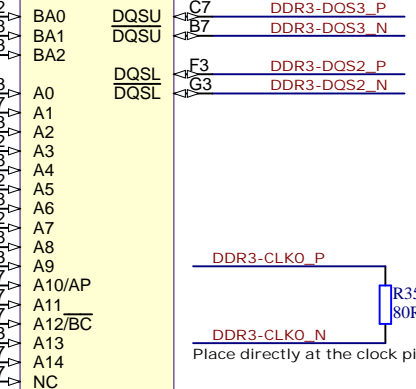 BA0 DQSU C7 DDR3-DQS3_P
BA1 DQSU B7 DDR3-DQS3_N
BA2
DQSL F3 DDR3-DQS2_P
A0 DQSL G3 DDR3-DQS2_N
A1
A2
A3
A4
A5
A6
A7
A8
DDR3-CLK0_P
A9
A10/AP
A11
A12/BC
DDR3-CLK0_N
A13
Place directly at the clock
A14
NC